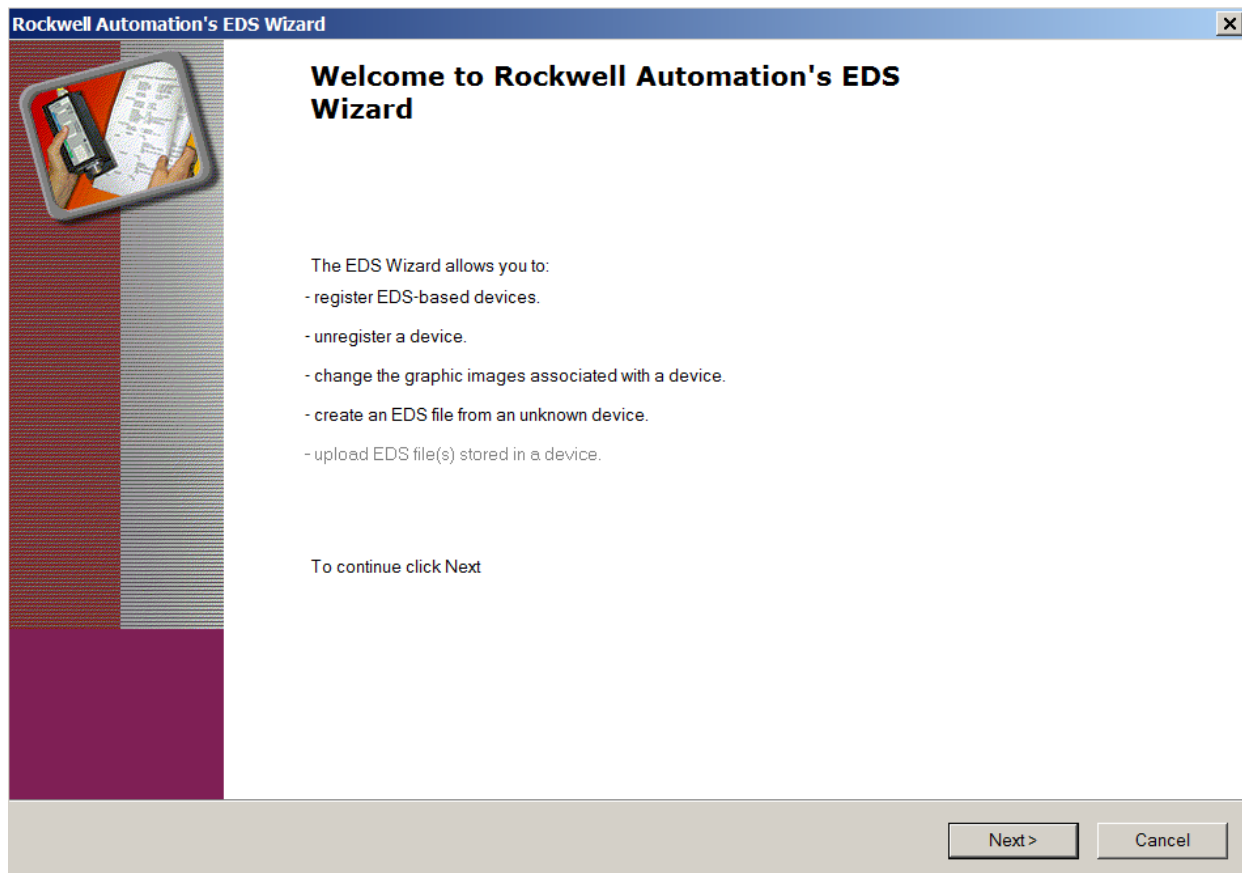 Rockwell Automation's EDS Wizard
Welcome to Rockwell Automation's EDS
Wizard
The EDS Wizard allows you to:
- register EDS-based devices.
- unregister a device.
- change the graphic images associated with a device.
- create an EDS file from an unknown device.
- upload EDS file(s) stored in a device.
To continue click Next
Next >
Cancel